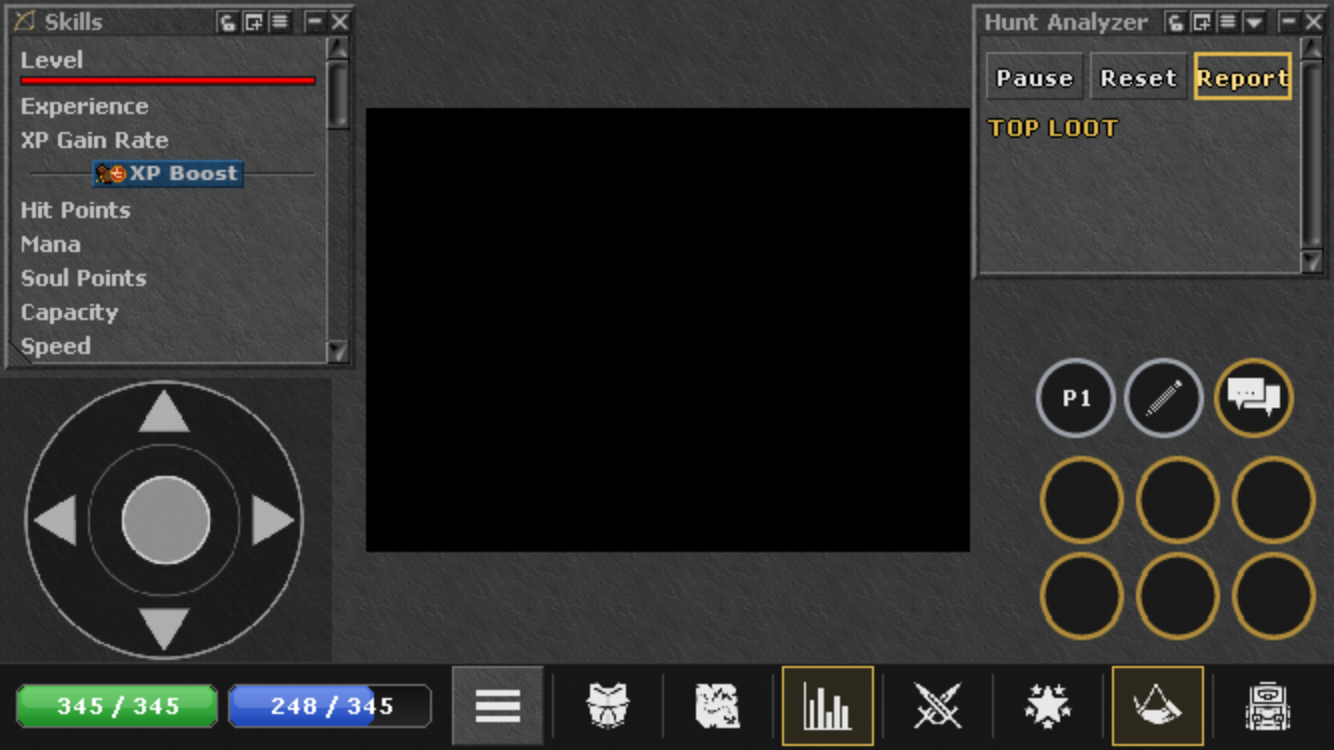 Skills
Level
Experience
XP Gain Rate
XP Boost
Hit Points
Mana
Soul Points
Capacity
Speed
Hunt Analyzer
Pause Reset Report
TOP LOOT
P1
345 / 345 248 / 345